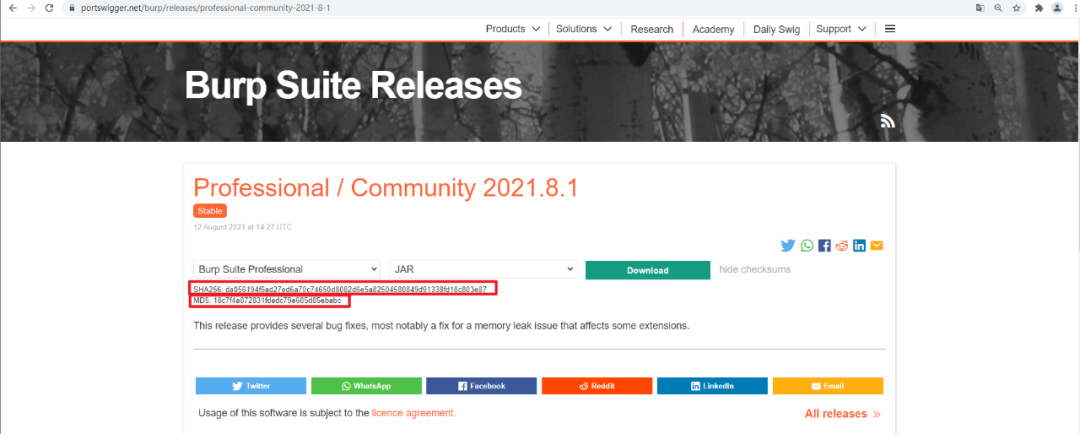 portswigger.net/burp/releases/professional-community-2021-8-1
Products Solutions Research Academy Daily Swig Support
Burp Suite Releases
Professional / Community 2021.8.1
Stable
12 August 2021 at 14:27 UTC
Burp Suite Professional JAR Download hide checksums
SHA256:
MD5:
This release provides several bug fixes, most notably a fix for a memory leak issue that affects some extensions.
Twitter WhatsApp Facebook Reddit LinkedIn Email
Usage of this software is subject to the licence agreement. All releases »